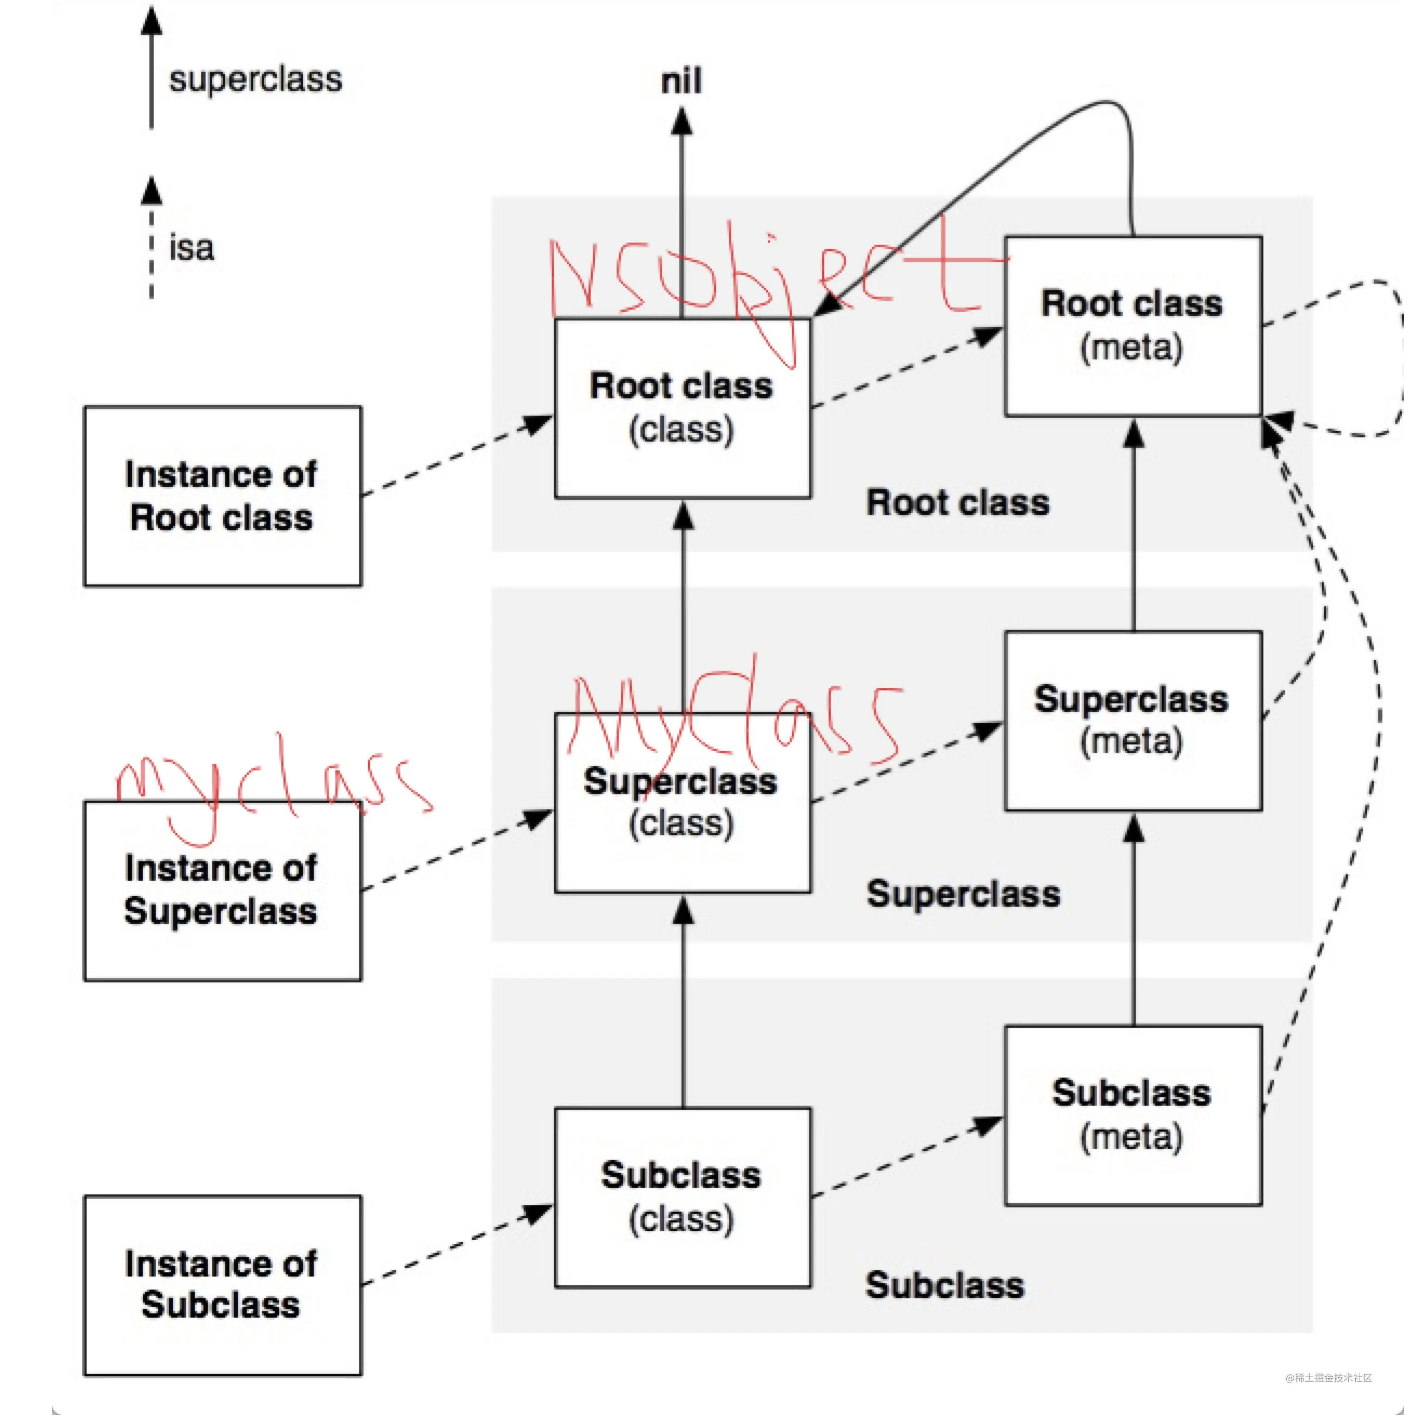 superclass
nil
isa
NSObject
Root class
(meta)
Root class
(class)
Instance of
Root class
Root class
MyClass
Superclass
(meta)
myclass
Superclass
(class)
Instance of
Superclass
Superclass
Subclass
(meta)
Subclass
(class)
Instance of
Subclass
Subclass
@稀土掘金技术社区